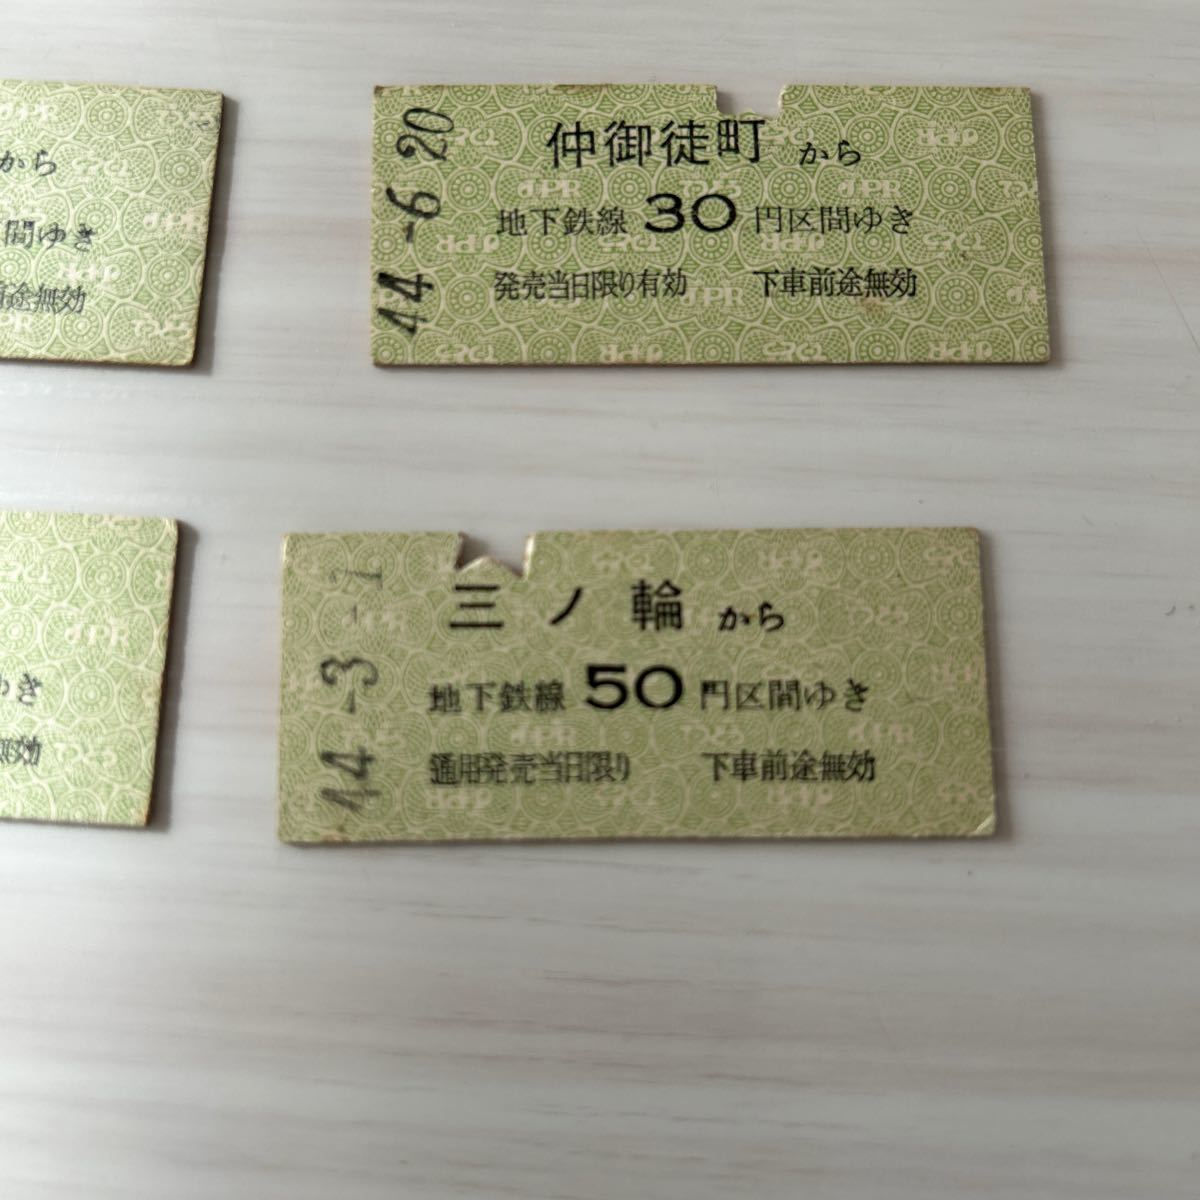 から
間ゆき
前途無効
44-6-20
仲御徒町から
地下鉄線 30 円区間ゆき
発売当日限り有効 下車前途無効
ゆき
無効
44-3-1
三ノ輪から
地下鉄線 50 円区間ゆき
通用発売当日限り 下車前途無効